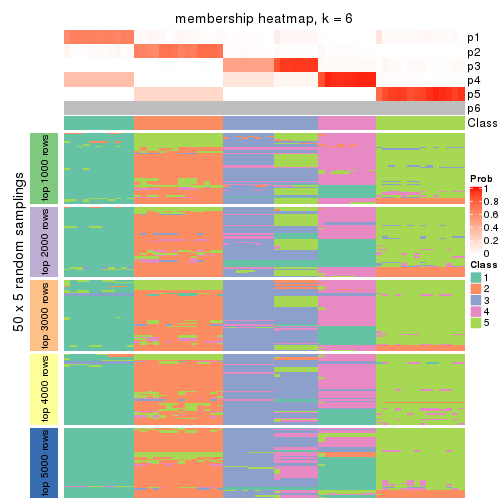 membership heatmap, k = 6
p1
p2
p3
p4
p5
p6
Class
50 x 5 random samplings
top 1000 rows
top 2000 rows
top 3000 rows
top 4000 rows
top 5000 rows
Prob
1
0.8
0.6
0.4
0.2
0
Class
1
2
3
4
5